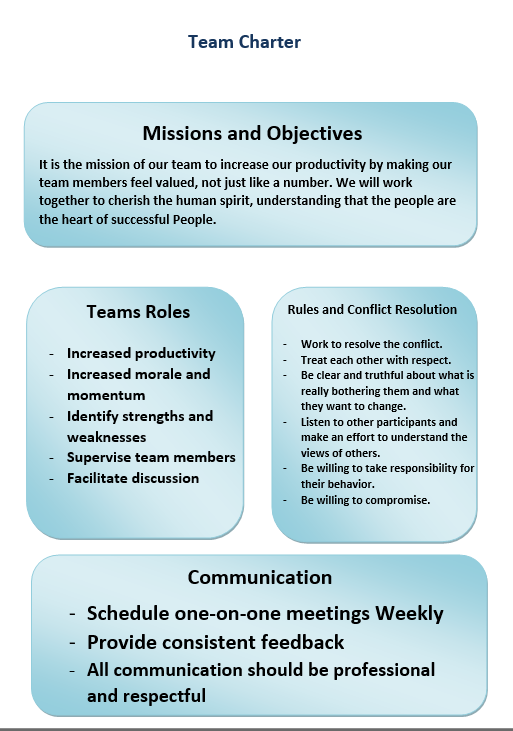 Team Charter
Missions and Objectives
It is the mission of our team to increase our productivity by making our
team members feel valued, not just like a number. We will work
together to cherish the human spirit, understanding that the people are
the heart of successful People.
Teams Roles
- Increased productivity
- Increased morale and
momentum
- Identify strengths and
weaknesses
- Supervise team members
- Facilitate discussion
Rules and Conflict Resolution
- Work to resolve the conflict.
- Treat each other with respect.
- Be clear and truthful about what is
really bothering them and what
they want to change.
- Listen to other participants and
make an effort to understand the
views of others.
- Be willing to take responsibility for
their behavior.
- Be willing to compromise.
Communication
- Schedule one-on-one meetings Weekly
- Provide consistent feedback
- All communication should be professional
and respectful